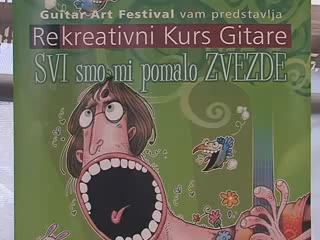 Guitar Art Festival vam predstavlja
Rekreativni Kurs Gitare
SVI smo mi pomalo ZVEZDE